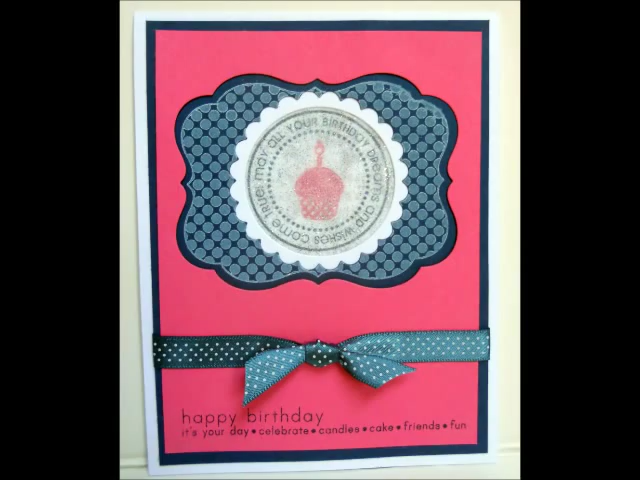 may all your birthday dreams and wishes come true!
happy birthday
it's your day • celebrate • candles • cake • friends • fun